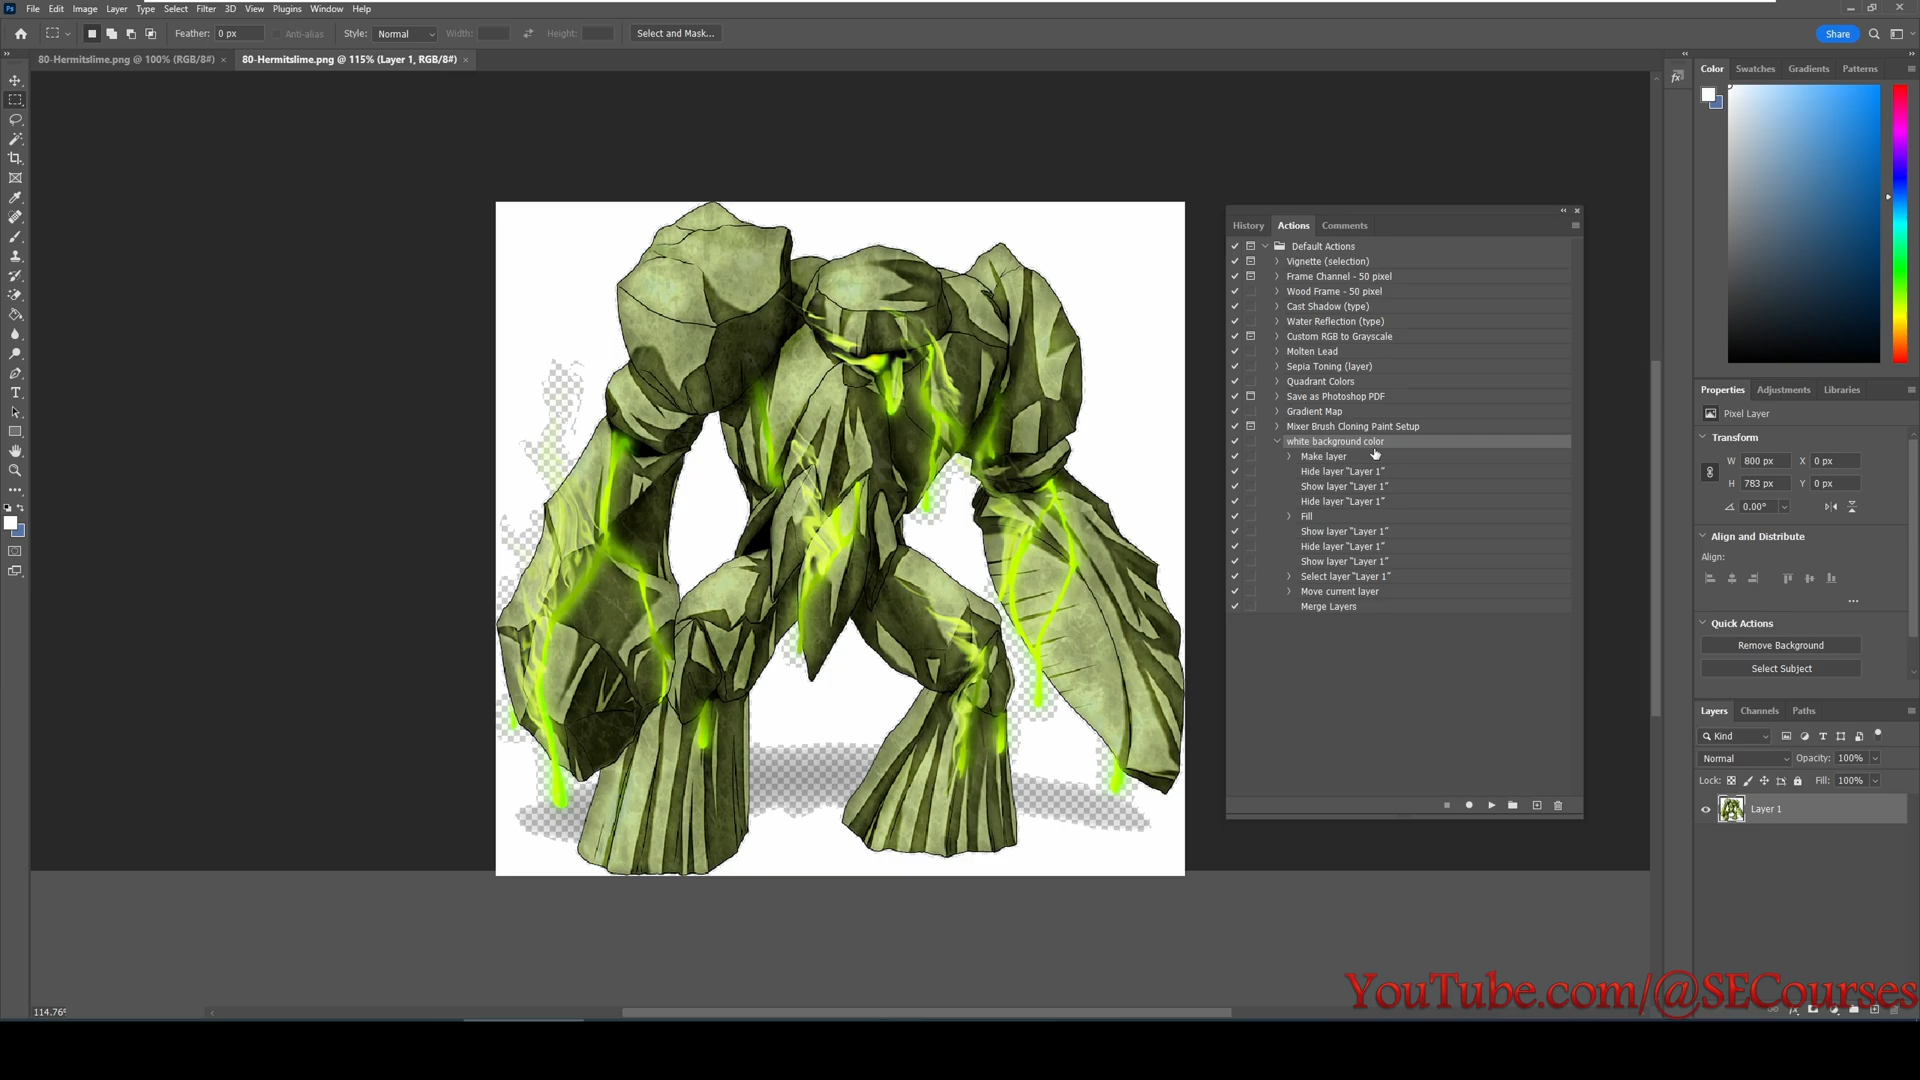 Ps File Edit Image Layer Type Select Filter 3D View Plugins Window Help
Feather: 0 px Anti-alias Style: Normal Width: Height: Select and Mask... Share
80-Hermitslime.png @ 100% (RGB/8#) × 80-Hermitslime.png @ 115% (Layer 1, RGB/8#) ×
Color Swatches Gradients Patterns
History Actions Comments
Default Actions
Vignette (selection)
Frame Channel - 50 pixel
Wood Frame - 50 pixel
Cast Shadow (type)
Water Reflection (type)
Custom RGB to Grayscale
Molten Lead
Sepia Toning (layer)
Quadrant Colors
Save as Photoshop PDF
Gradient Map
Mixer Brush Cloning Paint Setup
white background color
Make layer
Hide layer "Layer 1"
Show layer "Layer 1"
Hide layer "Layer 1"
Fill
Show layer "Layer 1"
Hide layer "Layer 1"
Show layer "Layer 1"
Select layer "Layer 1"
Move current layer
Merge Layers
Properties Adjustments Libraries
Pixel Layer
Transform
W 800 px X 0 px
H 783 px Y 0 px
0.00°
Align and Distribute
Align:
Quick Actions
Remove Background
Select Subject
Layers Channels Paths
Kind
Normal Opacity: 100%
Lock: Fill: 100%
Layer 1
YouTube.com/@SECourses